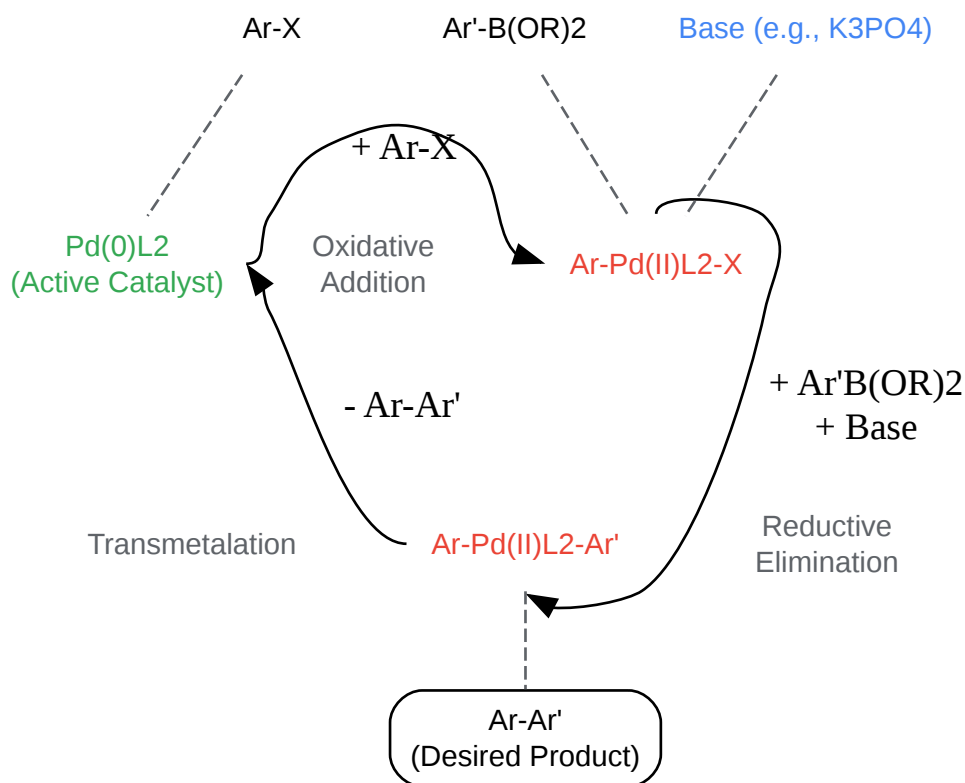 Ar-X
Ar'-B(OR)2
Base (e.g., K3PO4)
+ Ar-X
Pd(0)L2
(Active Catalyst)
Oxidative
Addition
Ar-Pd(II)L2-X
- Ar-Ar'
+ Ar'B(OR)2
+ Base
Transmetalation
Ar-Pd(II)L2-Ar'
Reductive
Elimination
Ar-Ar'
(Desired Product)